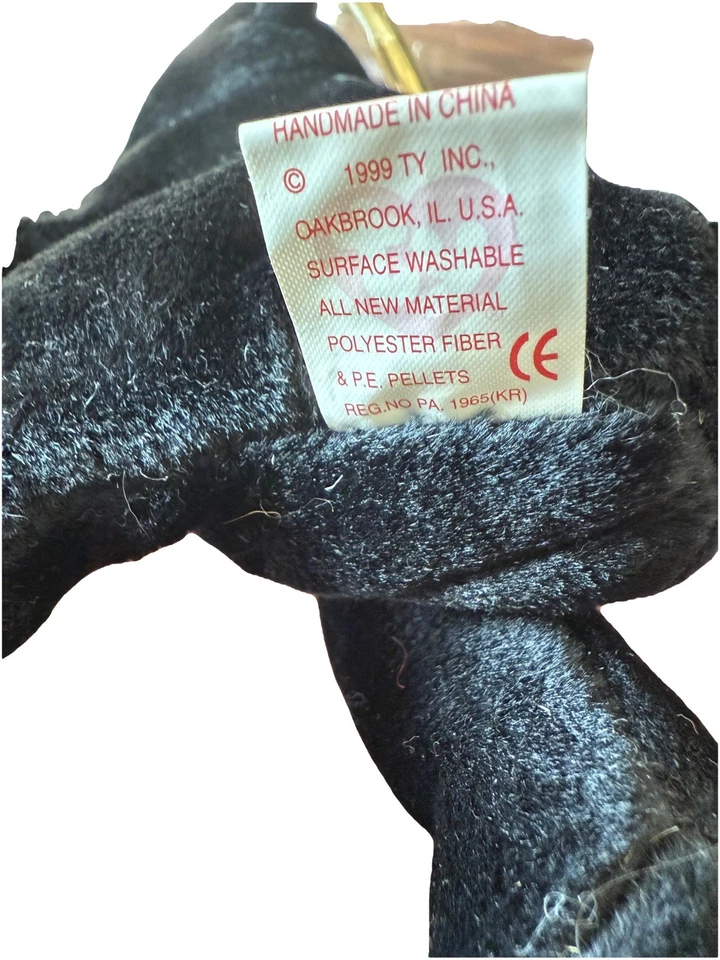 HANDMADE IN CHINA
© 1999 TY INC.,
OAKBROOK, IL. U.S.A.
SURFACE WASHABLE
ALL NEW MATERIAL
POLYESTER FIBER
& P.E. PELLETS CE
REG.NO PA. 1965(KR)